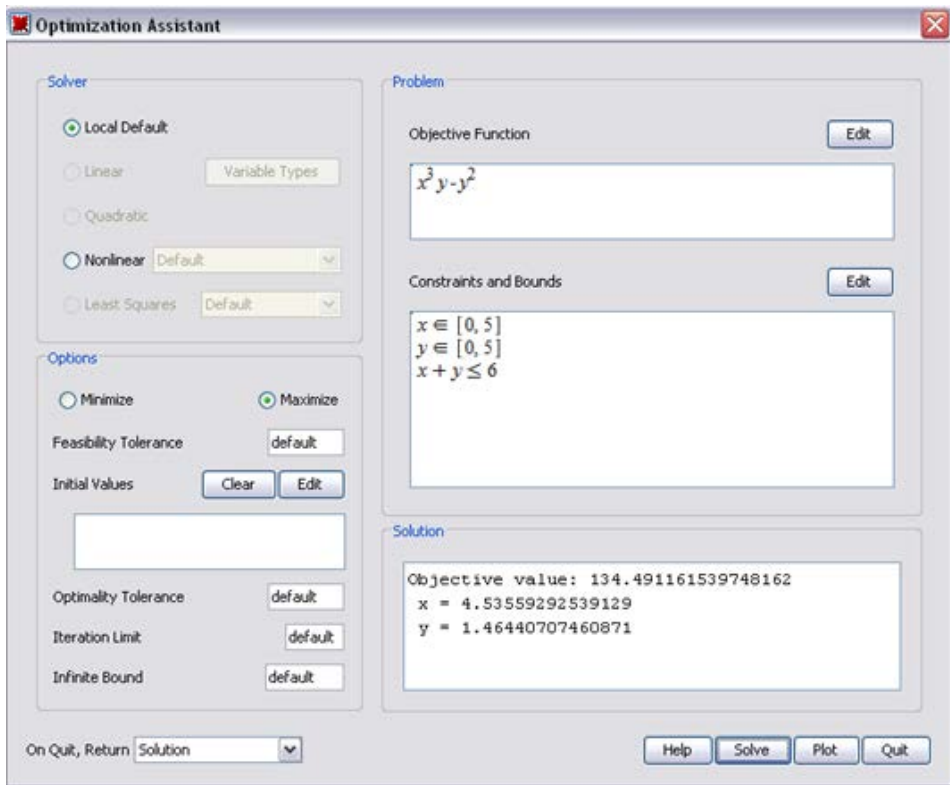 Optimization Assistant
Solver
Local Default
Linear
Variable Types
Quadratic
Nonlinear Default
Least Squares Default
Options
Minimize Maximize
Feasibility Tolerance default
Initial Values Clear Edit
Optimality Tolerance default
Iteration Limit default
Infinite Bound default
Problem
Objective Function Edit
x³ y-y²
Constraints and Bounds Edit
x ∈ [0, 5]
y ∈ [0, 5]
x + y ≤ 6
Solution
Objective value: 134.491161539748162
x = 4.53559292539129
y = 1.46440707460871
On Quit, Return Solution
Help Solve Plot Quit